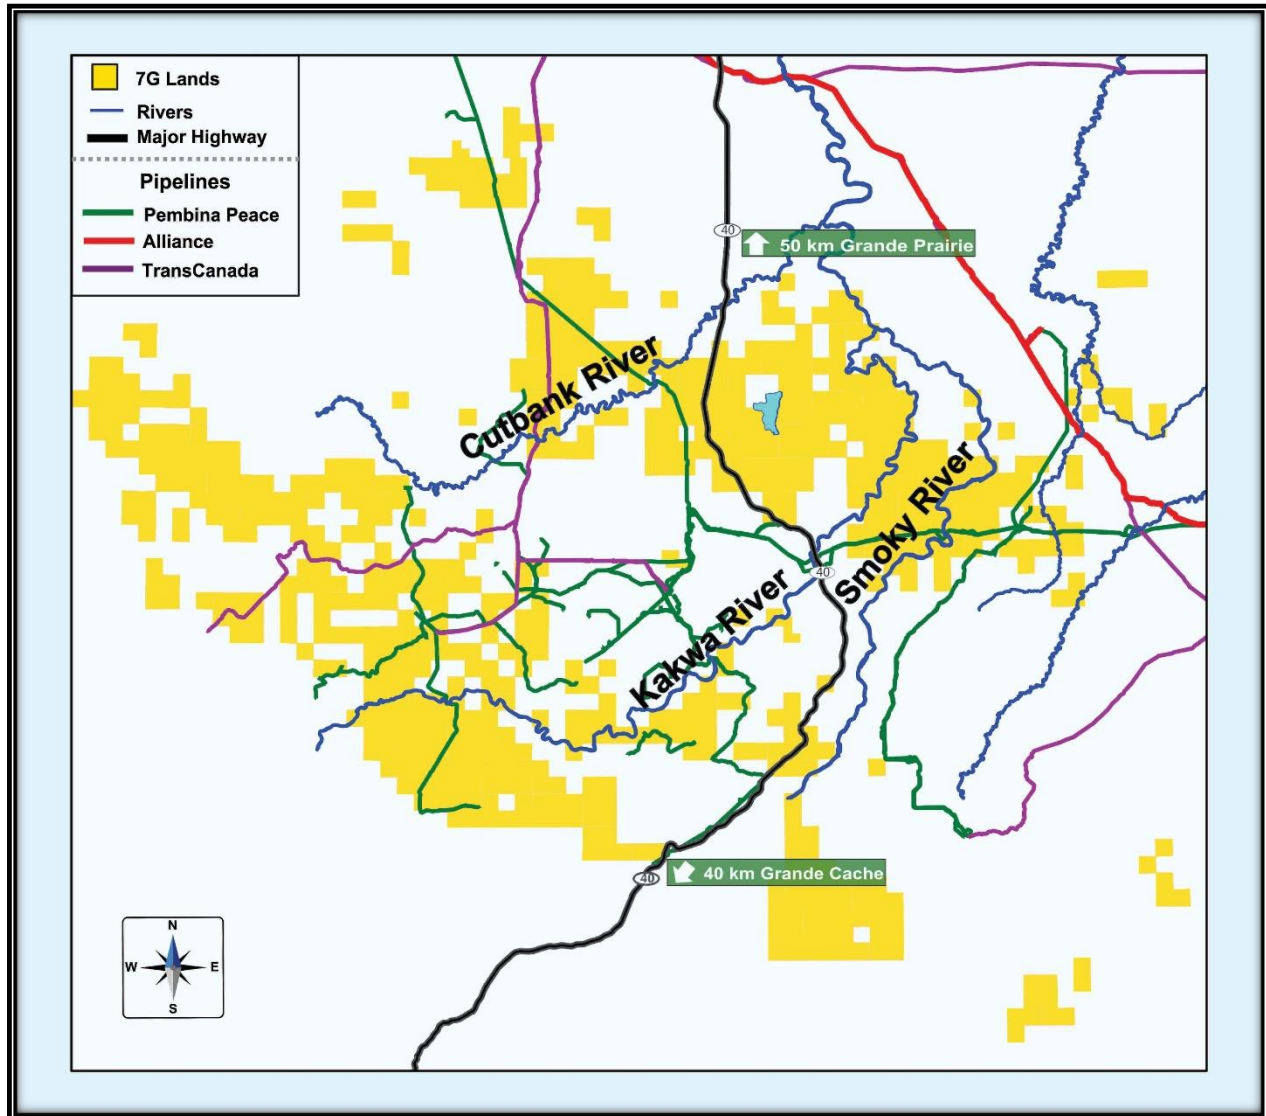 7G Lands
Rivers
Major Highway
Pipelines
Pembina Peace
Alliance
TransCanada
40
50 km Grande Prairie
Cutbank River
Smoky River
40
Kakwa River
40
40 km Grande Cache
N
W E
S